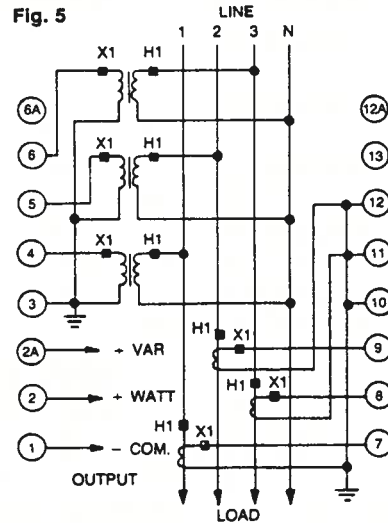 Fig. 5
LINE
1 2 3 N
X1 H1
6A
12A
6
13
X1 H1
5
12
4
X1 H1
11
3
10
H1
X1
9
2A + VAR
H1
X1
8
2 + WATT
H1
X1
7
1 - COM.
OUTPUT
LOAD